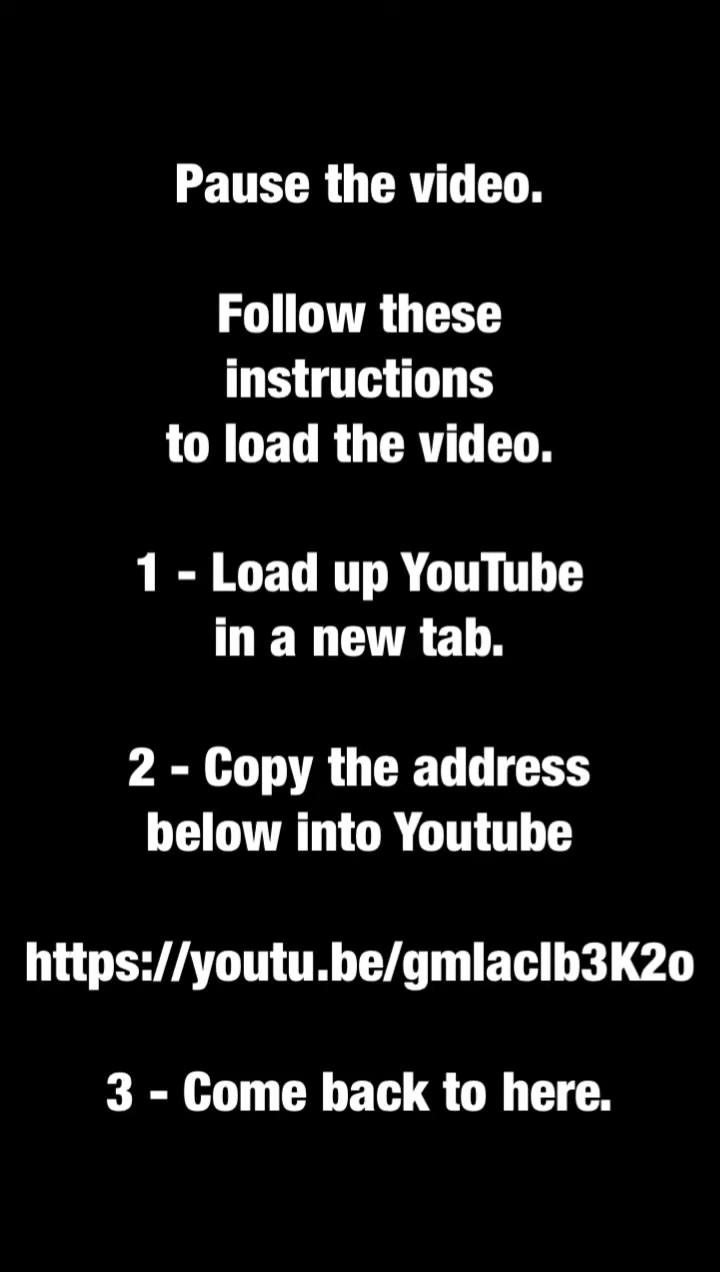 Pause the video.
Follow these
instructions
to load the video.
1 - Load up YouTube
in a new tab.
2 - Copy the address
below into Youtube
https://youtu.be/gmlaclb3K2o
3 - Come back to here.